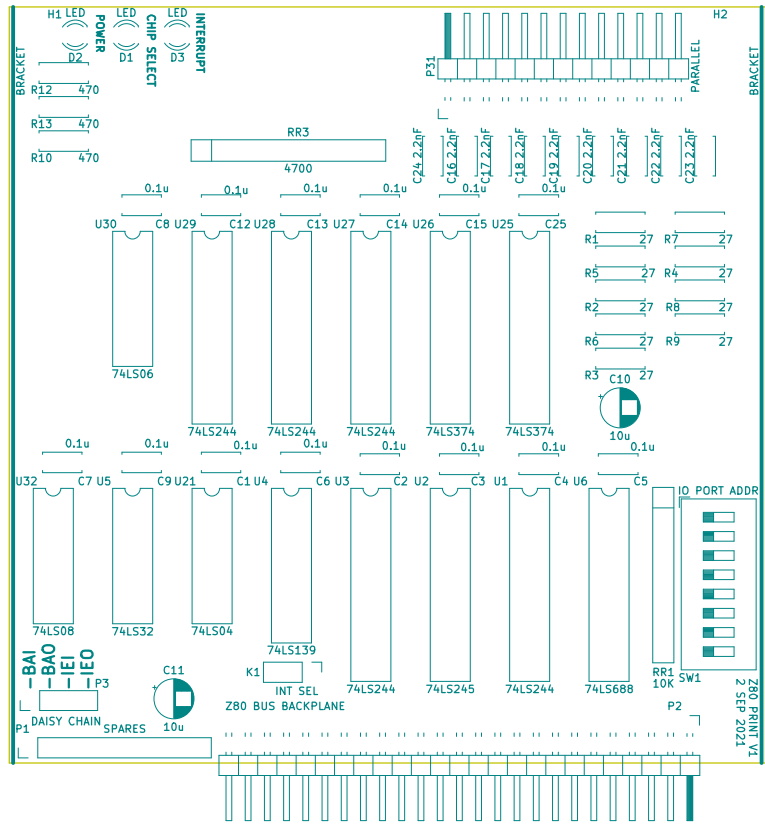 H1 LED LED LED H2
POWER
CHIP SELECT
INTERRUPT
D2 D1 D3
BRACKET
P31
PARALLEL
BRACKET
R12 470
R13 470
R10 470
RR3
4700
C24 2.2nF
C16 2.2nF
C17 2.2nF
C18 2.2nF
C19 2.2nF
C20 2.2nF
C21 2.2nF
C22 2.2nF
C23 2.2nF
0.1u 0.1u 0.1u 0.1u 0.1u 0.1u
U30 C8 U29 C12 U28 C13 U27 C14 U26 C15 U25 C25
R1 27 R7 27
R5 27 R4 27
R2 27 R8 27
R6 27 R9 27
R3 27
74LS06
C10
+
10u
74LS244 74LS244 74LS244 74LS374 74LS374
0.1u 0.1u 0.1u 0.1u 0.1u 0.1u 0.1u 0.1u
U32 C7 U5 C9 U21 C1 U4 C6 U3 C2 U2 C3 U1 C4 U6 C5
IO PORT ADDR
74LS08 74LS32 74LS04
74LS139
-BAI
-BAO
-IEI
-IEO
P3
C11
+
10u
K1
INT SEL
74LS244 74LS245 74LS244 74LS688
RR1
10K
SW1
Z80 PRINT V1
2 SEP 2021
DAISY CHAIN
Z80 BUS BACKPLANE
P2
P1 SPARES